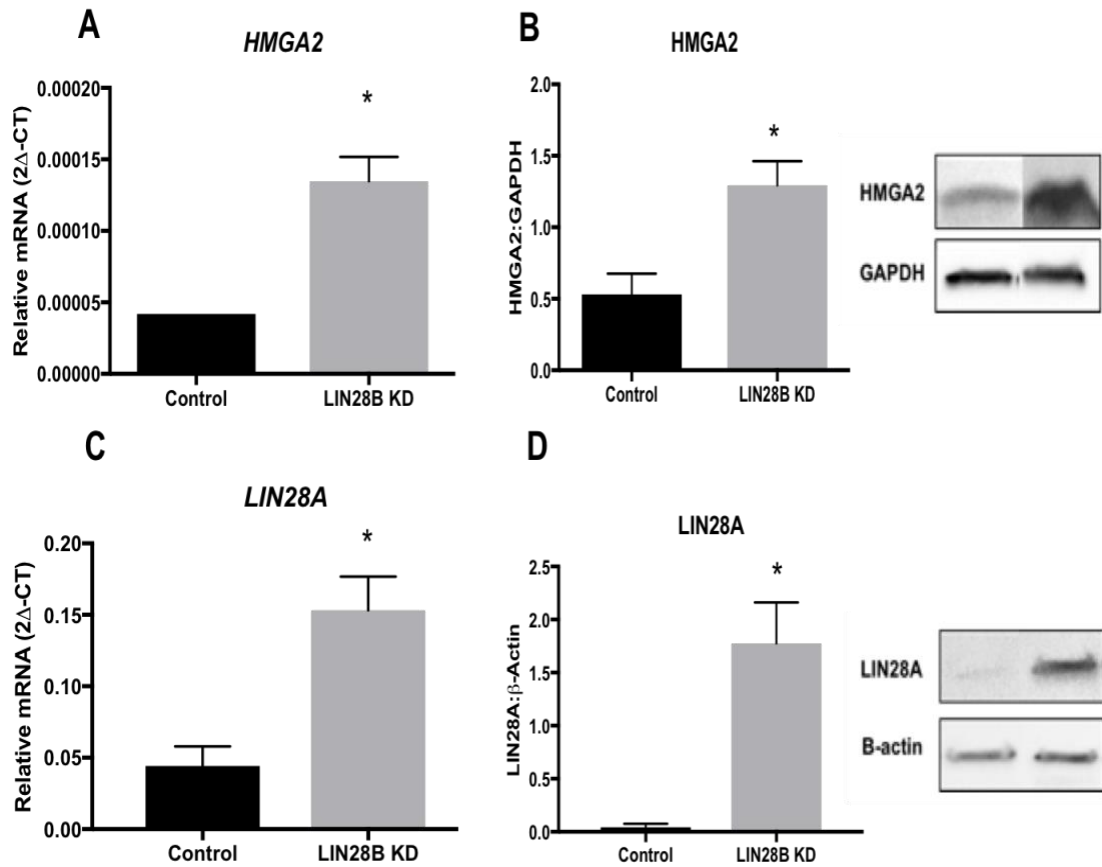 A
HMGA2
Relative mRNA (2Δ-CT)
0.00020
0.00015
0.00010
0.00005
0.00000
*
Control
LIN28B KD
B
HMGA2
HMGA2:GAPDH
2.0
1.5
1.0
0.5
0.0
*
Control
LIN28B KD
HMGA2
GAPDH
C
LIN28A
Relative mRNA (2Δ-CT)
0.20
0.15
0.10
0.05
0.00
*
Control
LIN28B KD
D
LIN28A
LIN28A:β-Actin
2.5
2.0
1.5
1.0
0.5
0.0
*
Control
LIN28B KD
LIN28A
B-actin